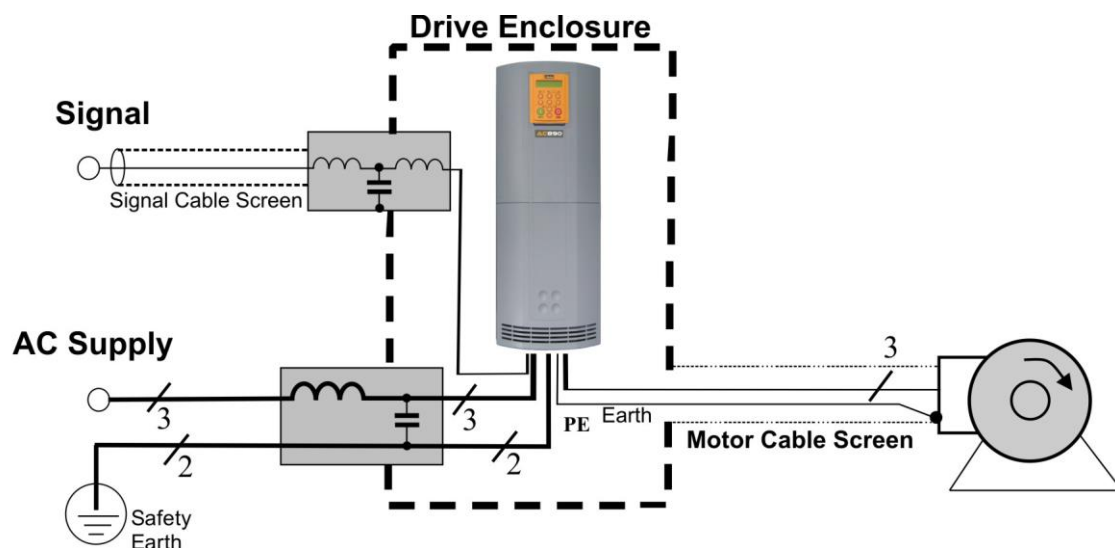 Drive Enclosure
Signal
Signal Cable Screen
AC890
AC Supply
3
3
2
2
PE
Earth
3
Motor Cable Screen
Safety
Earth